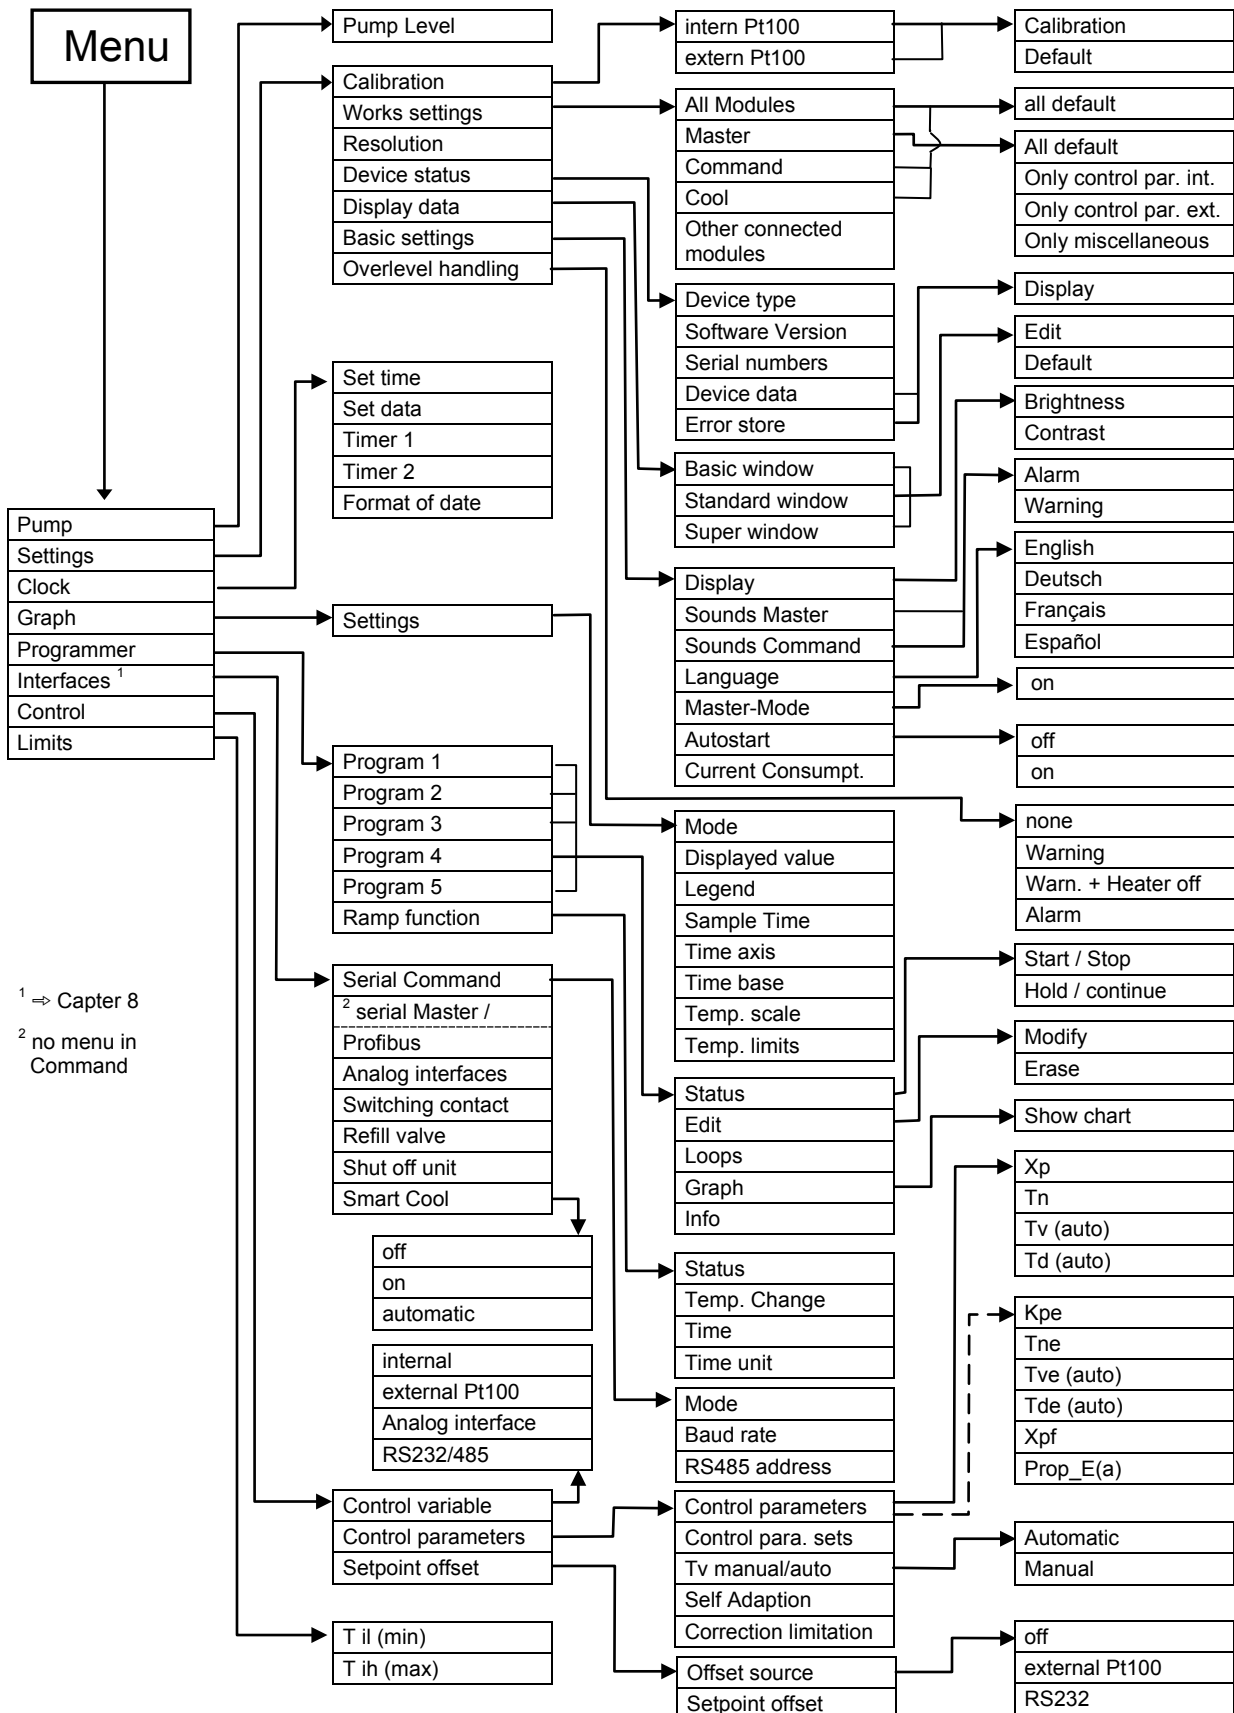 Menu
Pump
Settings
Clock
Graph
Programmer
Interfaces 1
Control
Limits
1 ⇨ Capter 8
2 no menu in
Command
Pump Level
Calibration
Works settings
Resolution
Device status
Display data
Basic settings
Overlevel handling
Set time
Set data
Timer 1
Timer 2
Format of date
Settings
Program 1
Program 2
Program 3
Program 4
Program 5
Ramp function
Serial Command
2 serial Master /
Profibus
Analog interfaces
Switching contact
Refill valve
Shut off unit
Smart Cool
off
on
automatic
internal
external Pt100
Analog interface
RS232/485
Control variable
Control parameters
Setpoint offset
T il (min)
T ih (max)
intern Pt100
extern Pt100
All Modules
Master
Command
Cool
Other connected
modules
Device type
Software Version
Serial numbers
Device data
Error store
Basic window
Standard window
Super window
Display
Sounds Master
Sounds Command
Language
Master-Mode
Autostart
Current Consumpt.
Mode
Displayed value
Legend
Sample Time
Time axis
Time base
Temp. scale
Temp. limits
Status
Edit
Loops
Graph
Info
Status
Temp. Change
Time
Time unit
Mode
Baud rate
RS485 address
Control parameters
Control para. sets
Tv manual/auto
Self Adaption
Correction limitation
Offset source
Setpoint offset
Calibration
Default
all default
All default
Only control par. int.
Only control par. ext.
Only miscellaneous
Display
Edit
Default
Brightness
Contrast
Alarm
Warning
English
Deutsch
Français
Español
on
off
on
none
Warning
Warn. + Heater off
Alarm
Start / Stop
Hold / continue
Modify
Erase
Show chart
Xp
Tn
Tv (auto)
Td (auto)
Kpe
Tne
Tve (auto)
Tde (auto)
Xpf
Prop_E(a)
Automatic
Manual
off
external Pt100
RS232